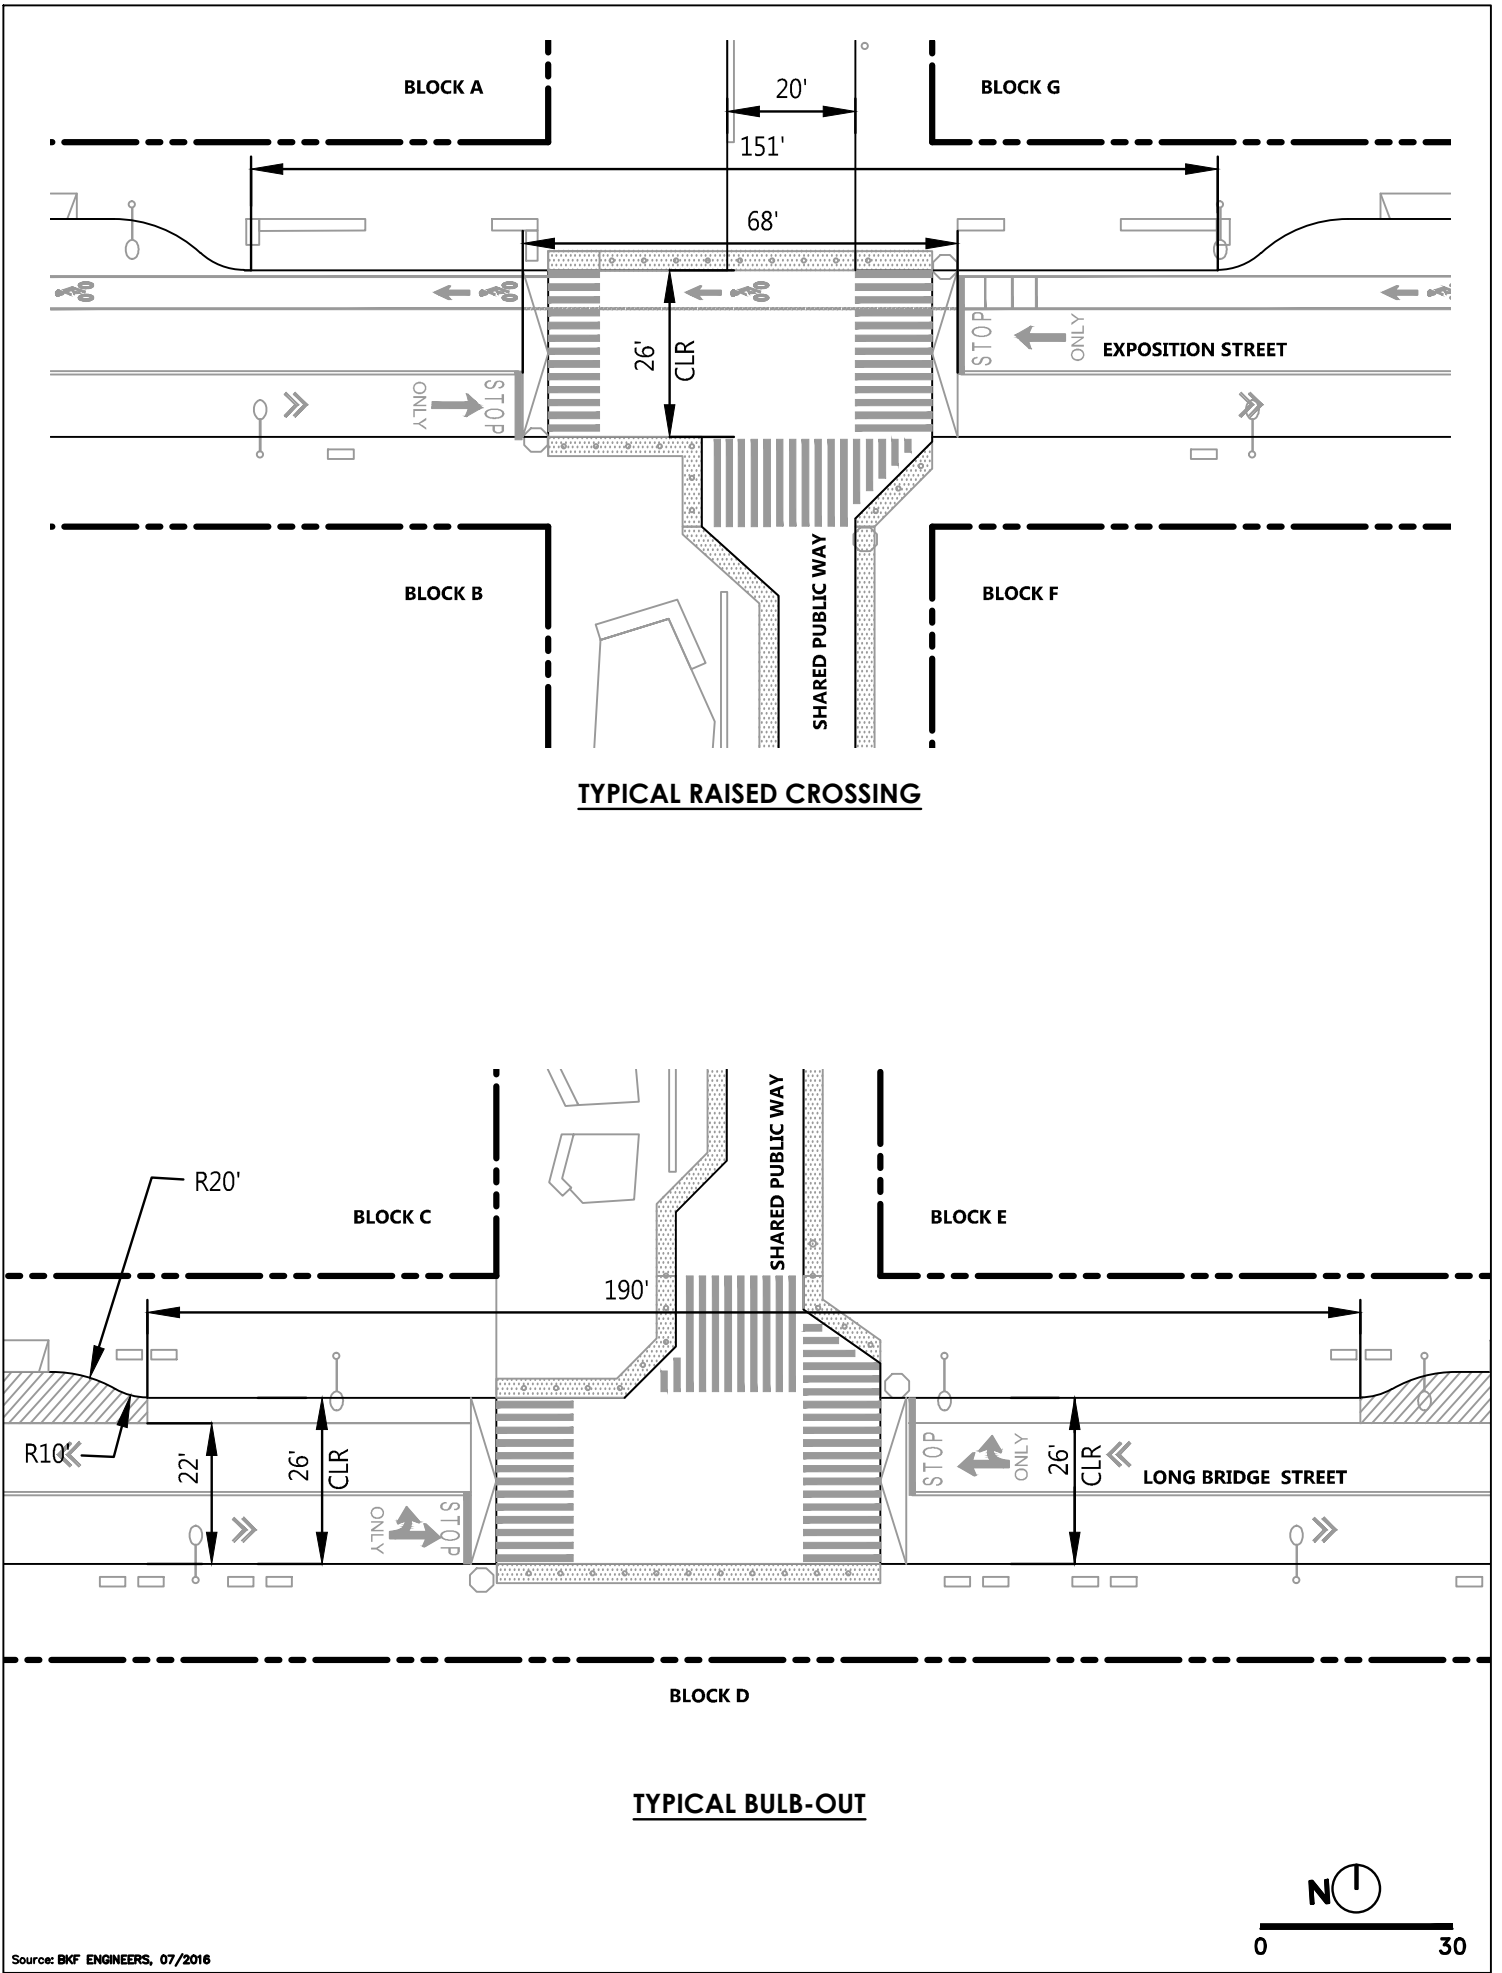 BLOCK A
BLOCK G
20'
151'
68'
STOP
ONLY
EXPOSITION STREET
26'
CLR
ONLY
STOP
BLOCK B
BLOCK F
SHARED PUBLIC WAY
TYPICAL RAISED CROSSING
SHARED PUBLIC WAY
R20'
BLOCK C
BLOCK E
190'
R10'
22'
26'
CLR
STOP
ONLY
26'
CLR
LONG BRIDGE STREET
ONLY
STOP
BLOCK D
TYPICAL BULB-OUT
N
0 30
Source: BKF ENGINEERS, 07/2016